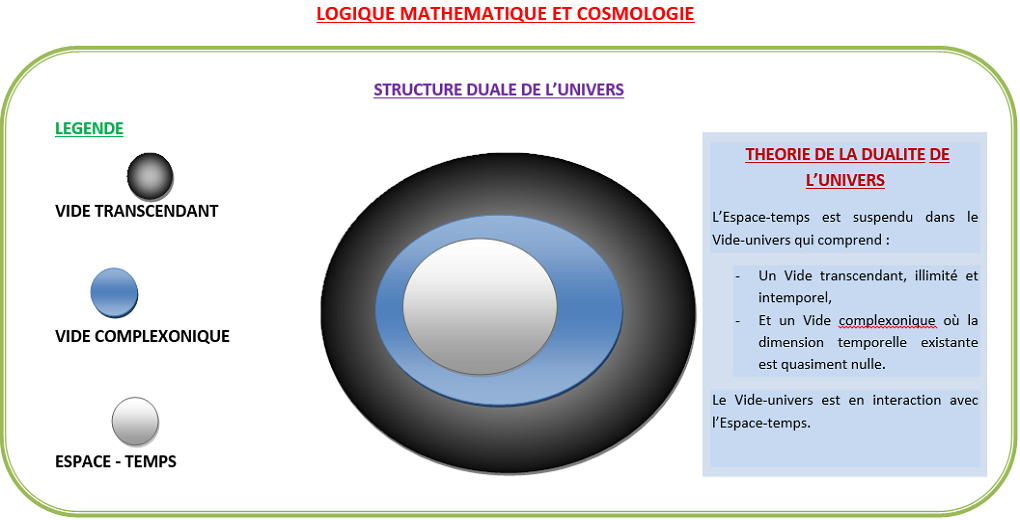 LOGIQUE MATHEMATIQUE ET COSMOLOGIE
STRUCTURE DUALE DE L’UNIVERS
LEGENDE
VIDE TRANSCENDANT
VIDE COMPLEXONIQUE
ESPACE - TEMPS
THEORIE DE LA DUALITE DE
L’UNIVERS
L’Espace-temps est suspendu dans le
Vide-univers qui comprend :
- Un Vide transcendant, illimité et
intemporel,
- Et un Vide complexonique où la
dimension temporelle existante
est quasiment nulle.
Le Vide-univers est en interaction avec
l’Espace-temps.